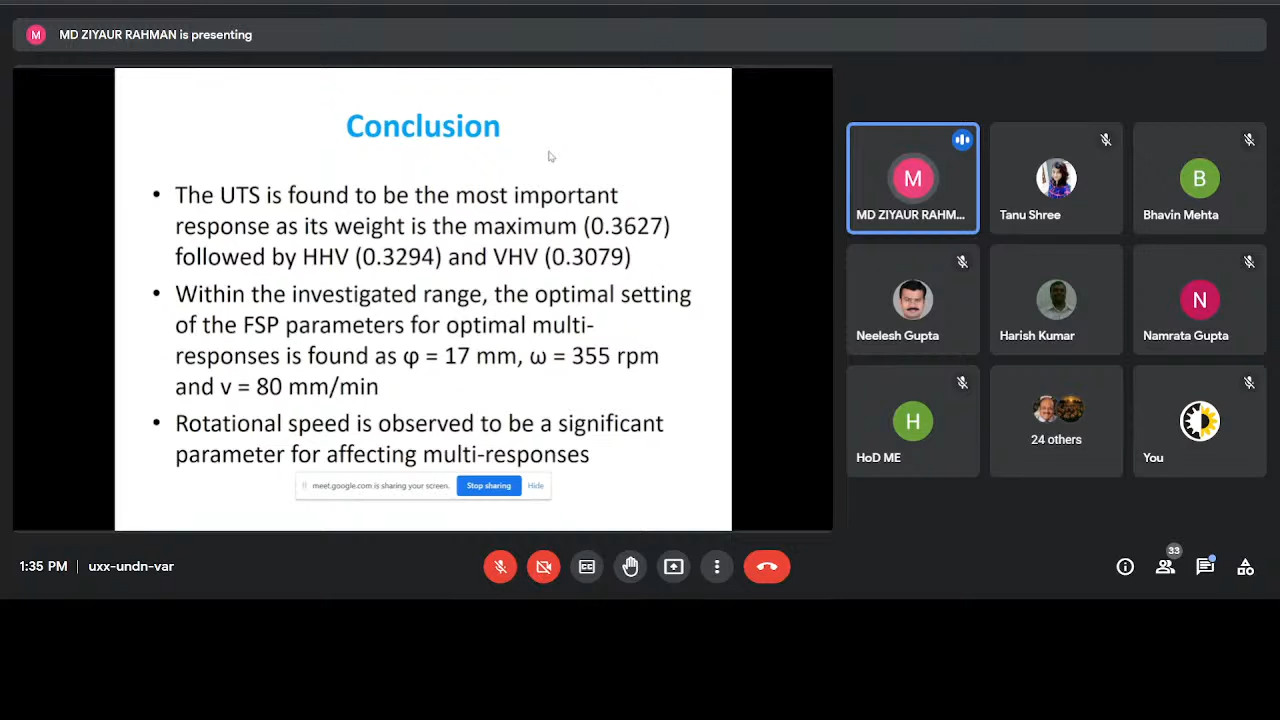 M MD ZIYAUR RAHMAN is presenting
Conclusion
• The UTS is found to be the most important
response as its weight is the maximum (0.3627)
followed by HHV (0.3294) and VHV (0.3079)
• Within the investigated range, the optimal setting
of the FSP parameters for optimal multi-
responses is found as φ = 17 mm, ω = 355 rpm
and v = 80 mm/min
• Rotational speed is observed to be a significant
parameter for affecting multi-responses
meet.google.com is sharing your screen. Stop sharing Hide
M
MD ZIYAUR RAHM...
Tanu Shree
B
Bhavin Mehta
Neelesh Gupta
Harish Kumar
N
Namrata Gupta
H
HoD ME
24 others
You
1:35 PM | uxx-undn-var
CC
33